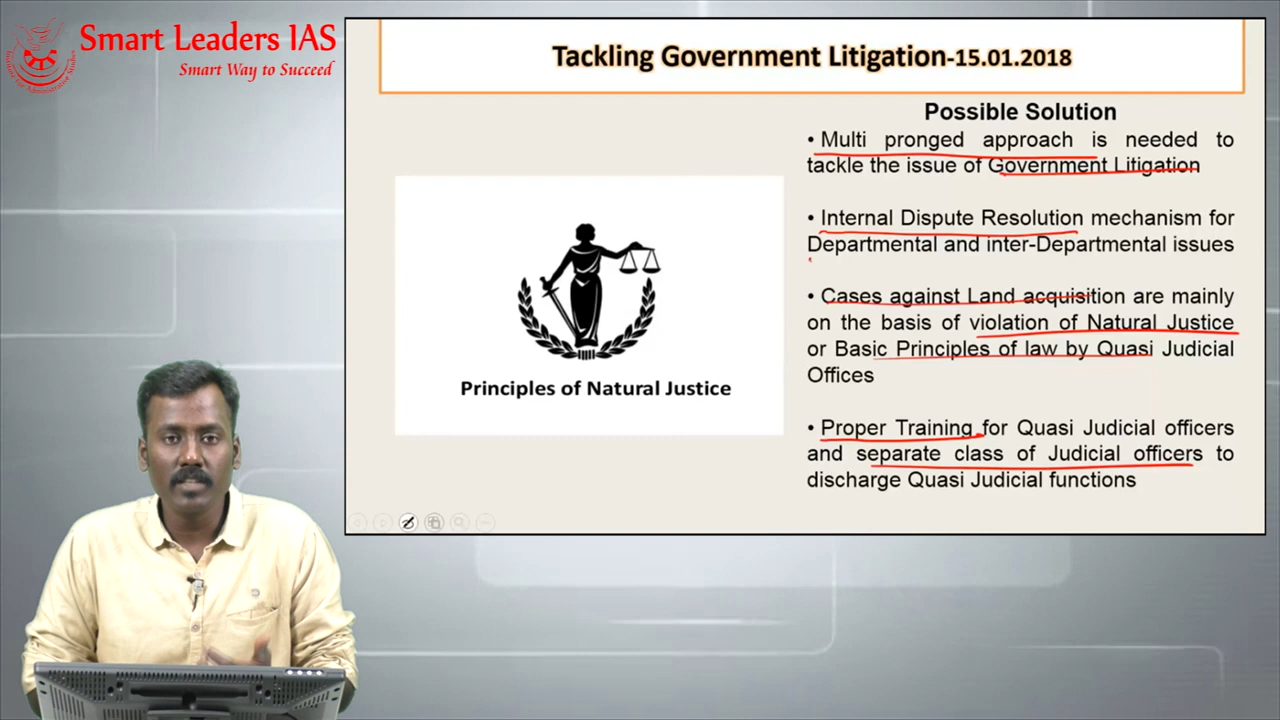 Smart Leaders IAS
Smart Way to Succeed
Tackling Government Litigation-15.01.2018
Possible Solution
• Multi pronged approach is needed to
tackle the issue of Government Litigation
• Internal Dispute Resolution mechanism for
Departmental and inter-Departmental issues
• Cases against Land acquisition are mainly
on the basis of violation of Natural Justice
or Basic Principles of law by Quasi Judicial
Offices
• Proper Training for Quasi Judicial officers
and separate class of Judicial officers to
discharge Quasi Judicial functions
Principles of Natural Justice